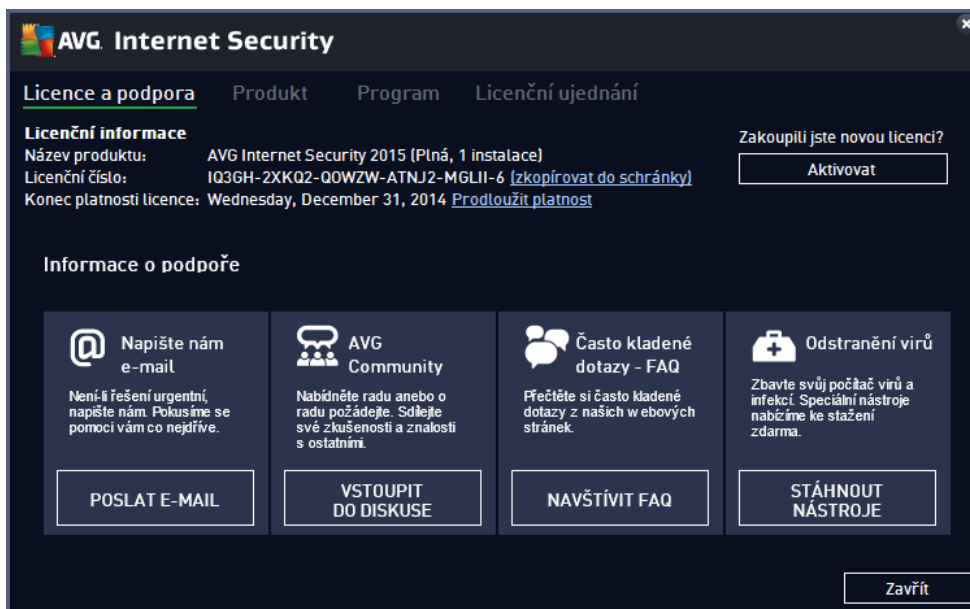 AVG. Internet Security
Licence a podpora Produkt Program Licenční ujednání
Licenční informace
Název produktu: AVG Internet Security 2015 (Plná, 1 instalace)
Licenční číslo: IQ3GH-2XKQ2-QOWZW-ATNJ2-MGLII-6 (zkopírovat do schránky)
Konec platnosti licence: Wednesday, December 31, 2014 Prodloužit platnost
Zakoupili jste novou licenci?
Aktivovat
Informace o podpoře
Napište nám
e-mail
Není-li řešení urgentní,
napište nám. Pokusíme se
pomoci vám co nejdříve.
POSLAT E-MAIL
AVG
Community
Nabídněte radu anebo o
radu požádejte. Sdílejte
své zkušenosti a znalosti
s ostatními.
VSTOUPIT
DO DISKUSE
Často kladené
dotazy - FAQ
Přečtěte si často kladené
dotazy z našich webových
stránek.
NAVŠTÍVIT FAQ
Odstranění virů
Zbavte svůj počítač virů a
infekcí. Speciální nástroje
nabízíme ke stažení
zdarma.
STÁHNOUT
NÁSTROJE
Zavřít